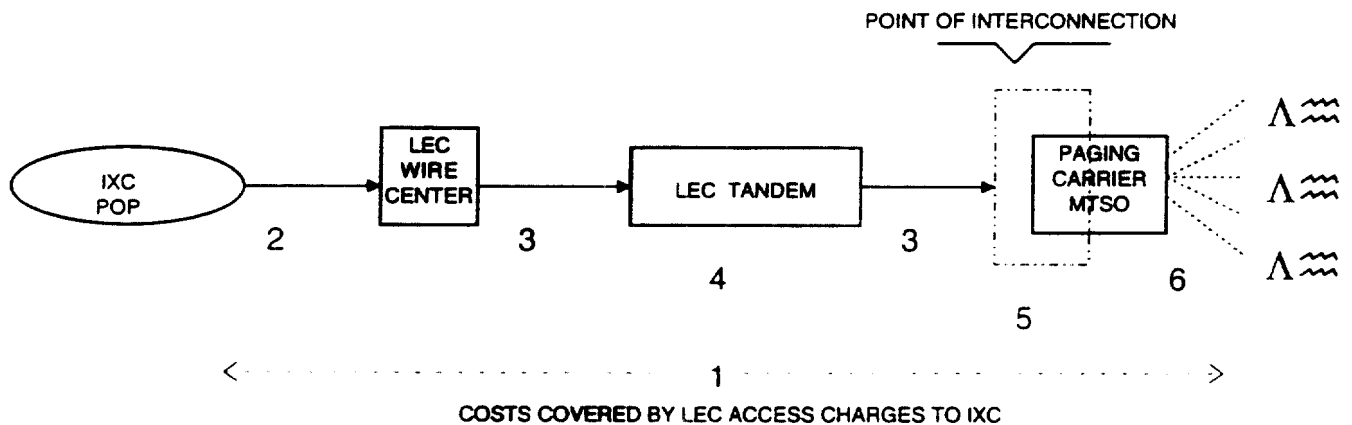 POINT OF INTERCONNECTION
IXC
POP
LEC
WIRE
CENTER
LEC TANDEM
PAGING
CARRIER
MTSO
2
3
4
3
5
6
1
COSTS COVERED BY LEC ACCESS CHARGES TO IXC